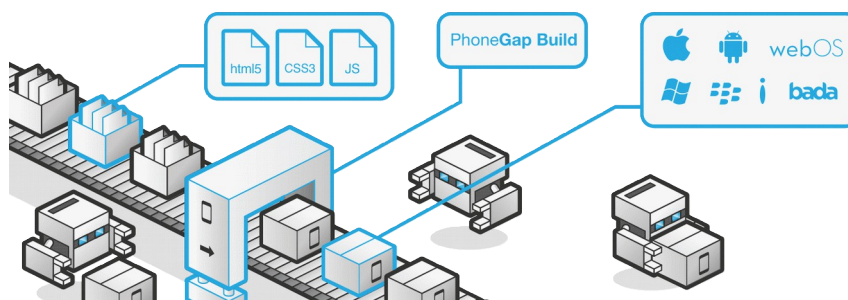 html5
CSS3
JS
PhoneGap Build
webOS
bada